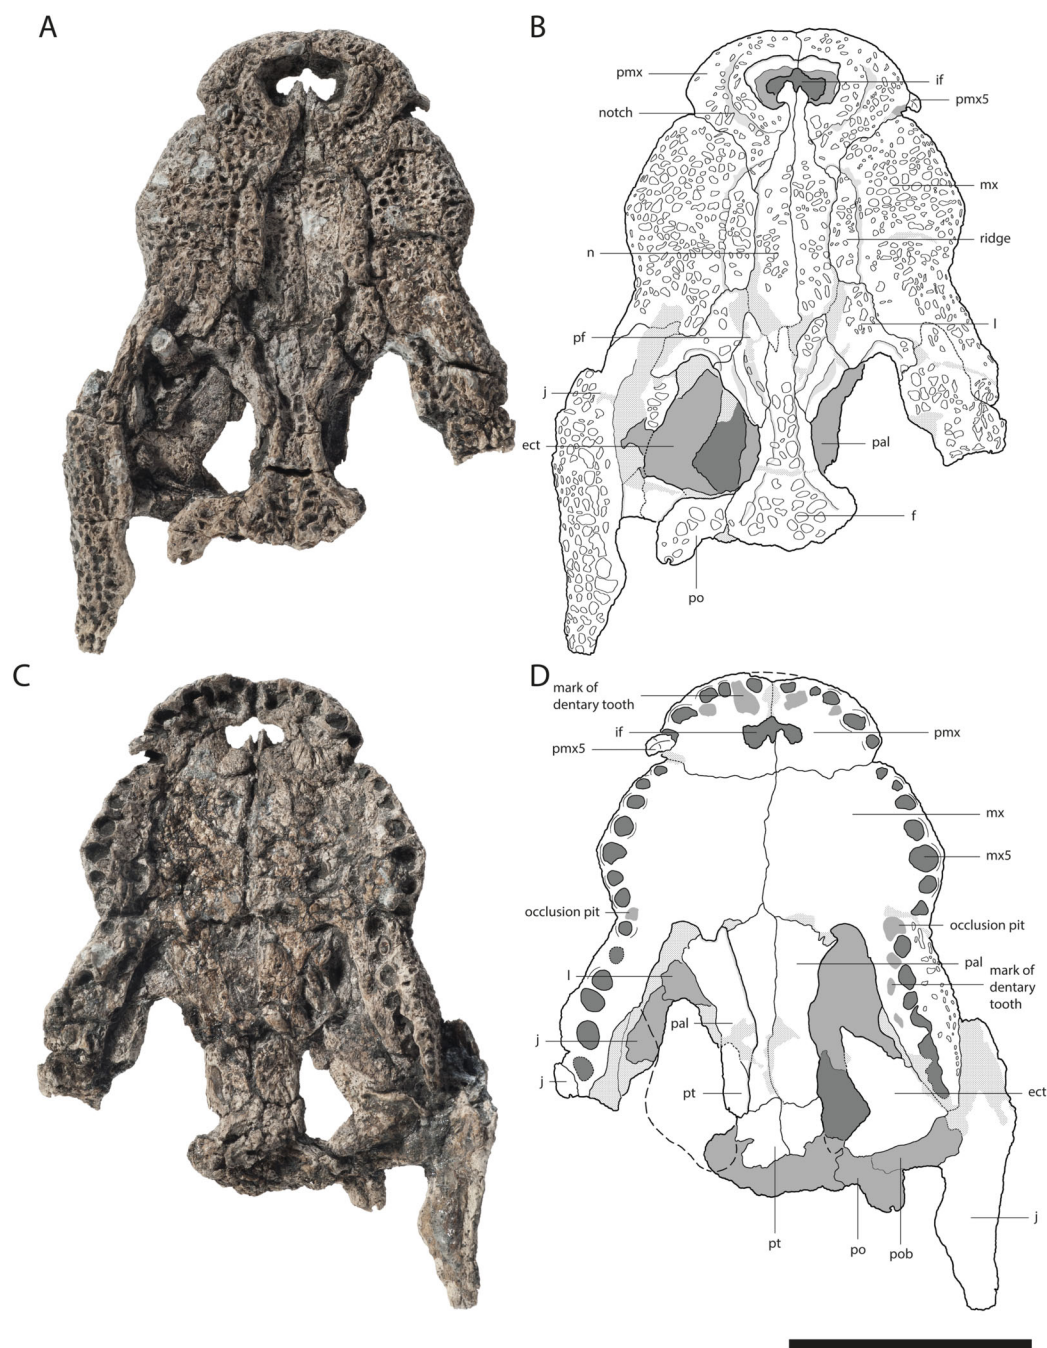 A
B
pmx
if
pmx5
notch
mx
ridge
n
l
pf
j
ect
pal
f
po
C
D
mark of
dentary tooth
if
pmx
pmx5
mx
mx5
occlusion pit
occlusion pit
l
pal
mark of
dentary
tooth
pal
j
j
pt
ect
j
pt
po
pob